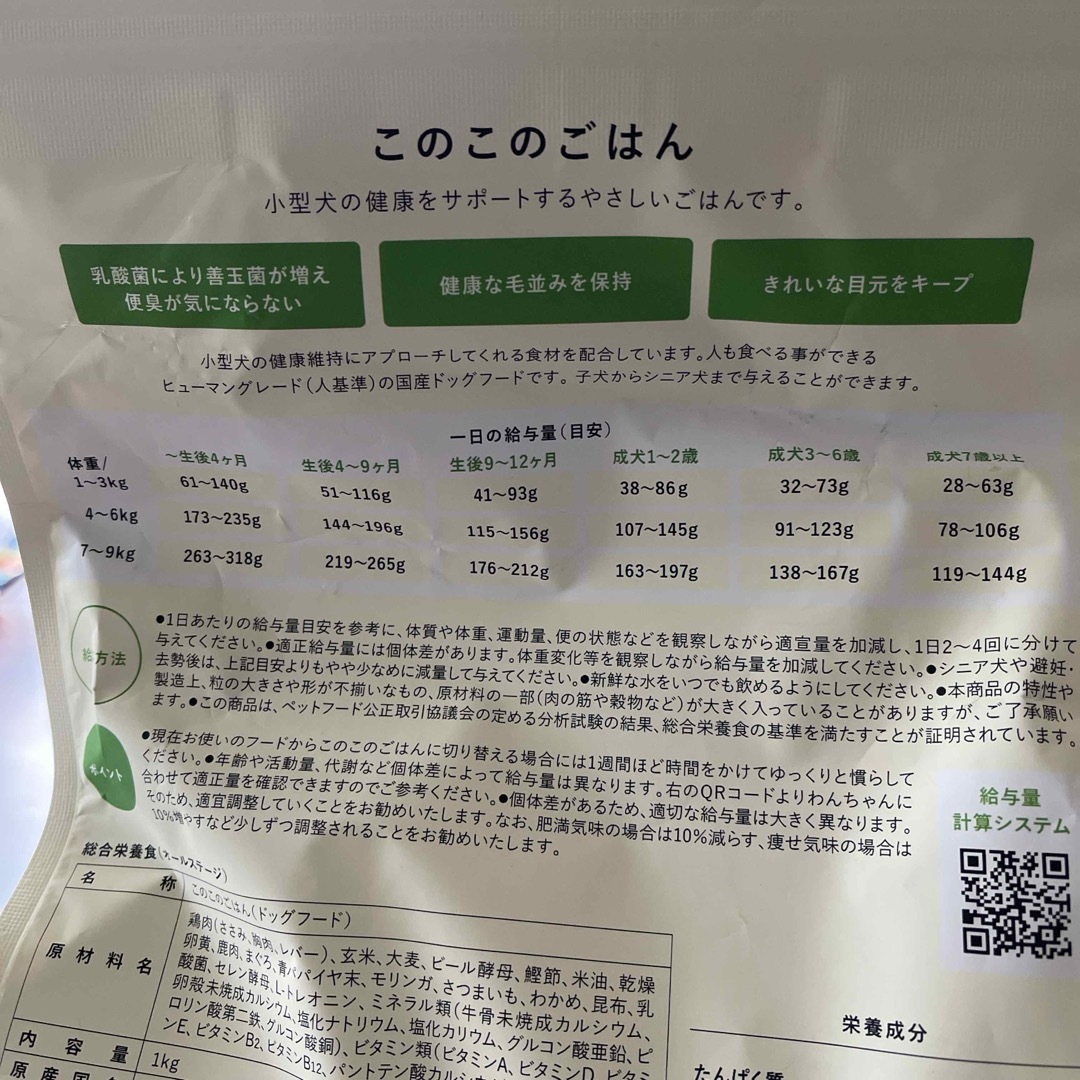 このこのごはん
小型犬の健康をサポートするやさしいごはんです。
乳酸菌により善玉菌が増え
便臭が気にならない
健康な毛並みを保持
きれいな目元をキープ
小型犬の健康維持にアプローチしてくれる食材を配合しています。人も食べる事ができる
ヒューマングレード(人基準)の国産ドッグフードです。子犬からシニア犬まで与えることができます。
一日の給与量(目安)
体重/ ～生後4ヶ月 生後4～9ヶ月 生後9～12ヶ月 成犬1～2歳 成犬3～6歳 成犬7歳以上
1～3kg 61～140g 51～116g 41～93g 38～86g 32～73g 28～63g
4～6kg 173～235g 144～196g 115～156g 107～145g 91～123g 78～106g
7～9kg 263～318g 219～265g 176～212g 163～197g 138～167g 119～144g
給方法
●1日あたりの給与量目安を参考に、体質や体重、運動量、便の状態などを観察しながら適宜量を加減し、1日2～4回に分けて
与えてください。●適正給与量には個体差があります。体重変化等を観察しながら給与量を加減してください。●シニア犬や避妊・
去勢後は、上記目安よりもやや少なめに減量して与えてください。●新鮮な水をいつでも飲めるようにしてください。●本商品の特性や
製造上、粒の大きさや形が不揃いなもの、原材料の一部(肉の筋や穀物など)が大きく入っていることがありますが、ご了承願い
ます。●この商品は、ペットフード公正取引協議会の定める分析試験の結果、総合栄養食の基準を満たすことが証明されています。
ポイント
●現在お使いのフードからこのこのごはんに切り替える場合には1週間ほど時間をかけてゆっくりと慣らして
ください。●年齢や活動量、代謝など個体差によって給与量は異なります。右のQRコードよりわんちゃんに
合わせて適正量を確認できますのでご参考ください。●個体差があるため、適切な給与量は大きく異なります。
そのため、適宜調整していくことをお勧めいたします。なお、肥満気味の場合は10%減らす、痩せ気味の場合は
10%増やすなど少しずつ調整されることをお勧めいたします。
給与量
計算システム
総合栄養食(オールステージ)
名 称 このこのごはん(ドッグフード)
原材料名
鶏肉(ささみ、胸肉、レバー)、玄米、大麦、ビール酵母、鰹節、米油、乾燥
卵黄、鹿肉、まぐろ、青パパイヤ末、モリンガ、さつまいも、わかめ、昆布、乳
酸菌、セレン酵母、L-トレオニン、ミネラル類(牛骨未焼成カルシウム、
卵殻未焼成カルシウム、塩化ナトリウム、塩化カリウム、グルコン酸亜鉛、ピ
ロリン酸第二鉄、グルコン酸銅)、ビタミン類(ビタミンA、ビタミンD、ビタミ
ンE、ビタミンB2、ビタミンB12、パントテン酸カルシウ
内容量 1kg
原産国
栄養成分
たんぱく質